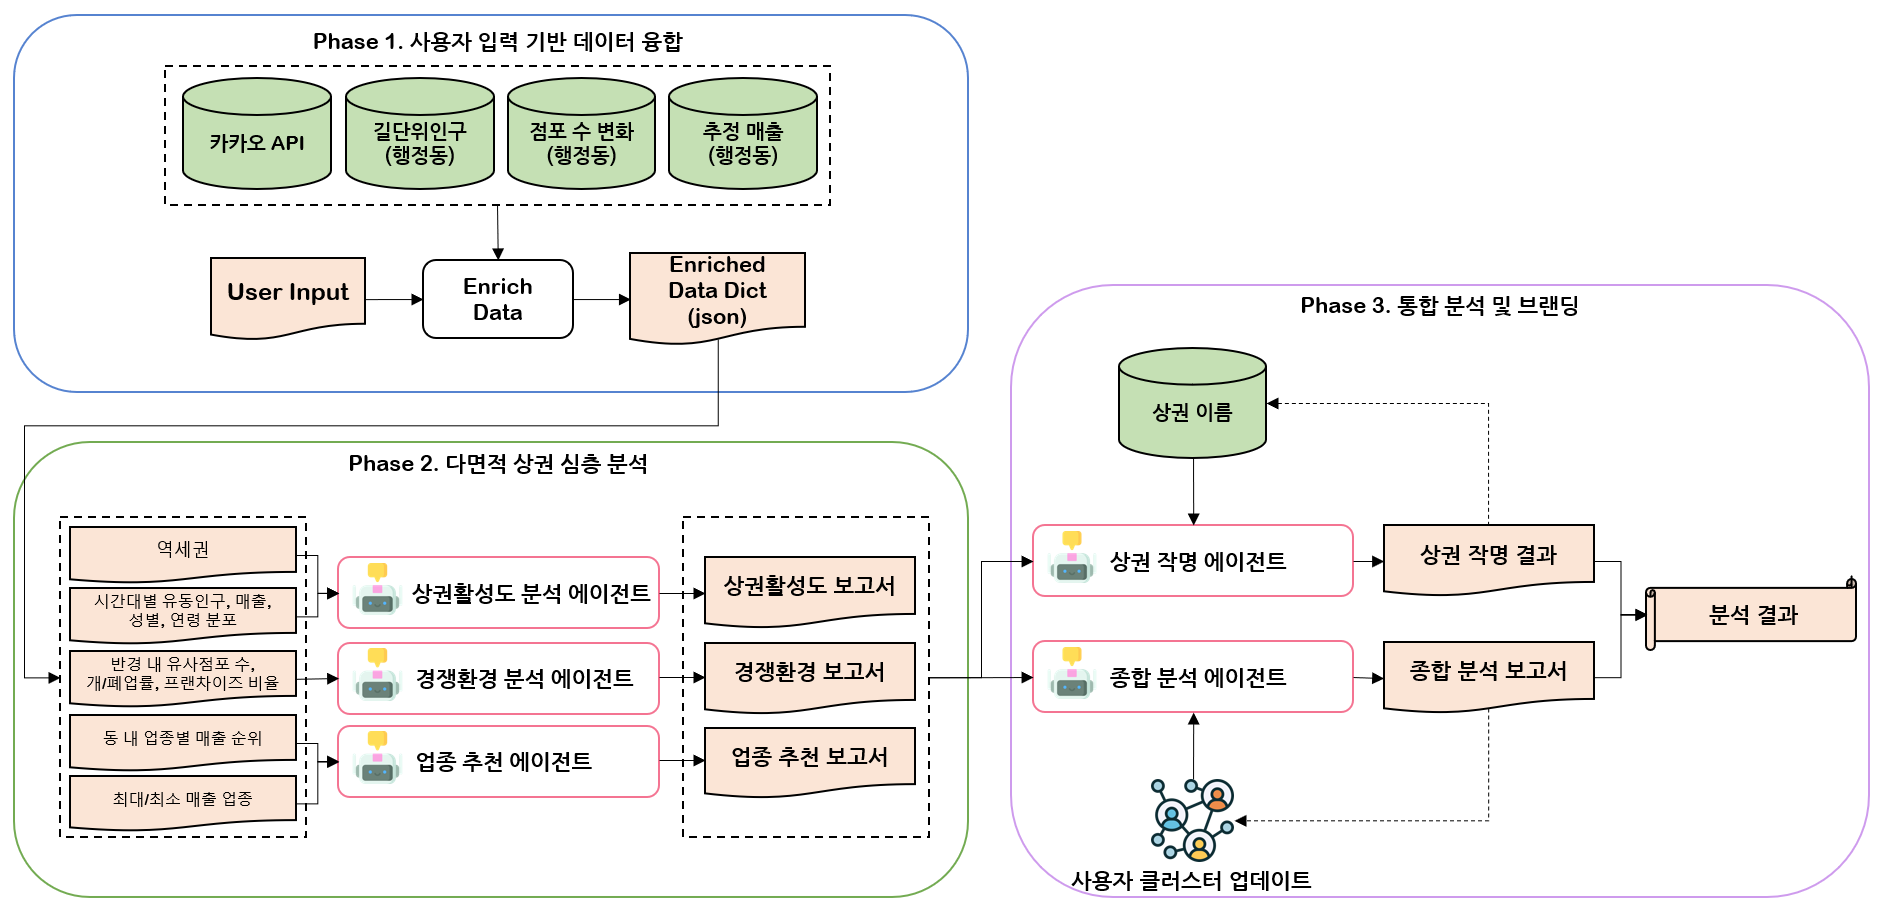 Phase 1. 사용자 입력 기반 데이터 융합
카카오 API
길단위인구
(행정동)
점포 수 변화
(행정동)
추정 매출
(행정동)
User Input
Enrich
Data
Enriched
Data Dict
(json)
Phase 2. 다면적 상권 심층 분석
역세권
시간대별 유동인구, 매출,
성별, 연령 분포
반경 내 유사점포 수,
개/폐업률, 프랜차이즈 비율
동 내 업종별 매출 순위
최대/최소 매출 업종
상권활성도 분석 에이전트
경쟁환경 분석 에이전트
업종 추천 에이전트
상권활성도 보고서
경쟁환경 보고서
업종 추천 보고서
Phase 3. 통합 분석 및 브랜딩
상권 이름
상권 작명 에이전트
상권 작명 결과
종합 분석 에이전트
종합 분석 보고서
분석 결과
사용자 클러스터 업데이트